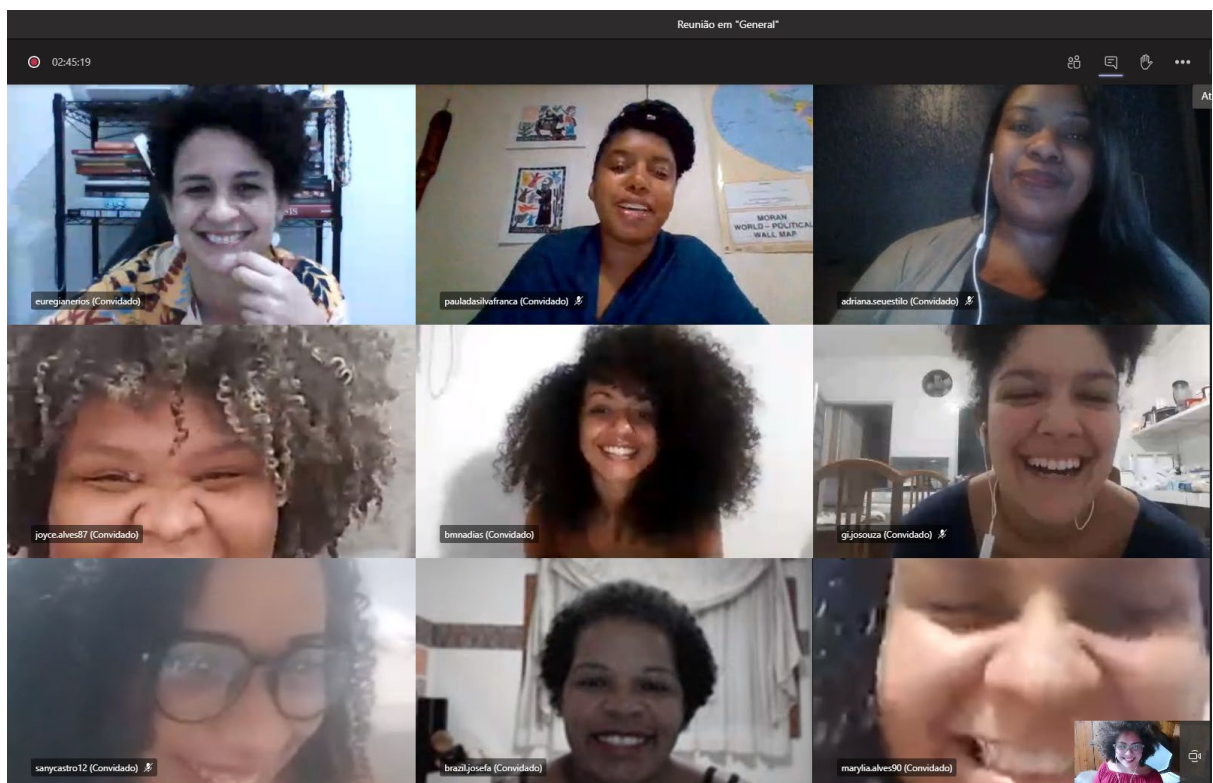 Reunião em "General"
02:45:19
At
euregianerios (Convidado)
MORAN
WORLD – POLITICAL
WALL MAP
pauladasilvafranca (Convidado)
adriana.seuestilo (Convidado)
joyce.alves87 (Convidado)
bmnadias (Convidado)
gi.josouza (Convidado)
sanycastro12 (Convidado)
brazil.josefa (Convidado)
marylia.alves90 (Convidado)